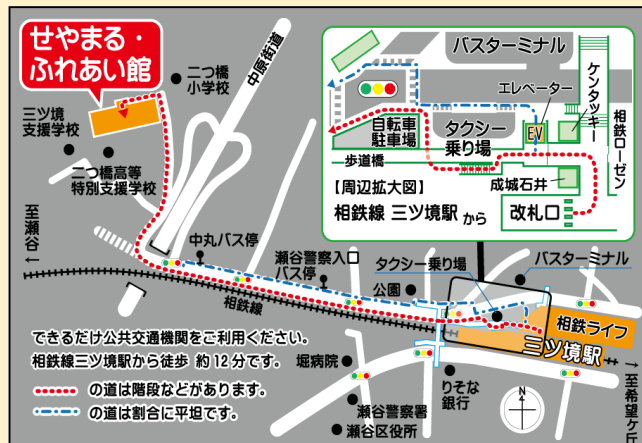 せやまる・
ふれあい館
二つ橋
小学校
三ツ境
支援学校
二つ橋高等
特別支援学校
中原街道
至瀬谷
中丸バス停
瀬谷警察入口
バス停
相鉄線
公園
タクシー乗り場
バスターミナル
相鉄ライフ
三ツ境駅
至希望ケ
堀病院
りそな
銀行
瀬谷警察署
瀬谷区役所
N
できるだけ公共交通機関をご利用ください。
相鉄線三ツ境駅から徒歩 約12分です。
の道は階段などがあります。
の道は割合に平坦です。
バスターミナル
エレベーター
EV
ケンタッキー
相鉄ローゼン
自転車
駐車場
タクシー
乗り場
歩道橋
成城石井
【周辺拡大図】
相鉄線 三ツ境駅 から
改札口